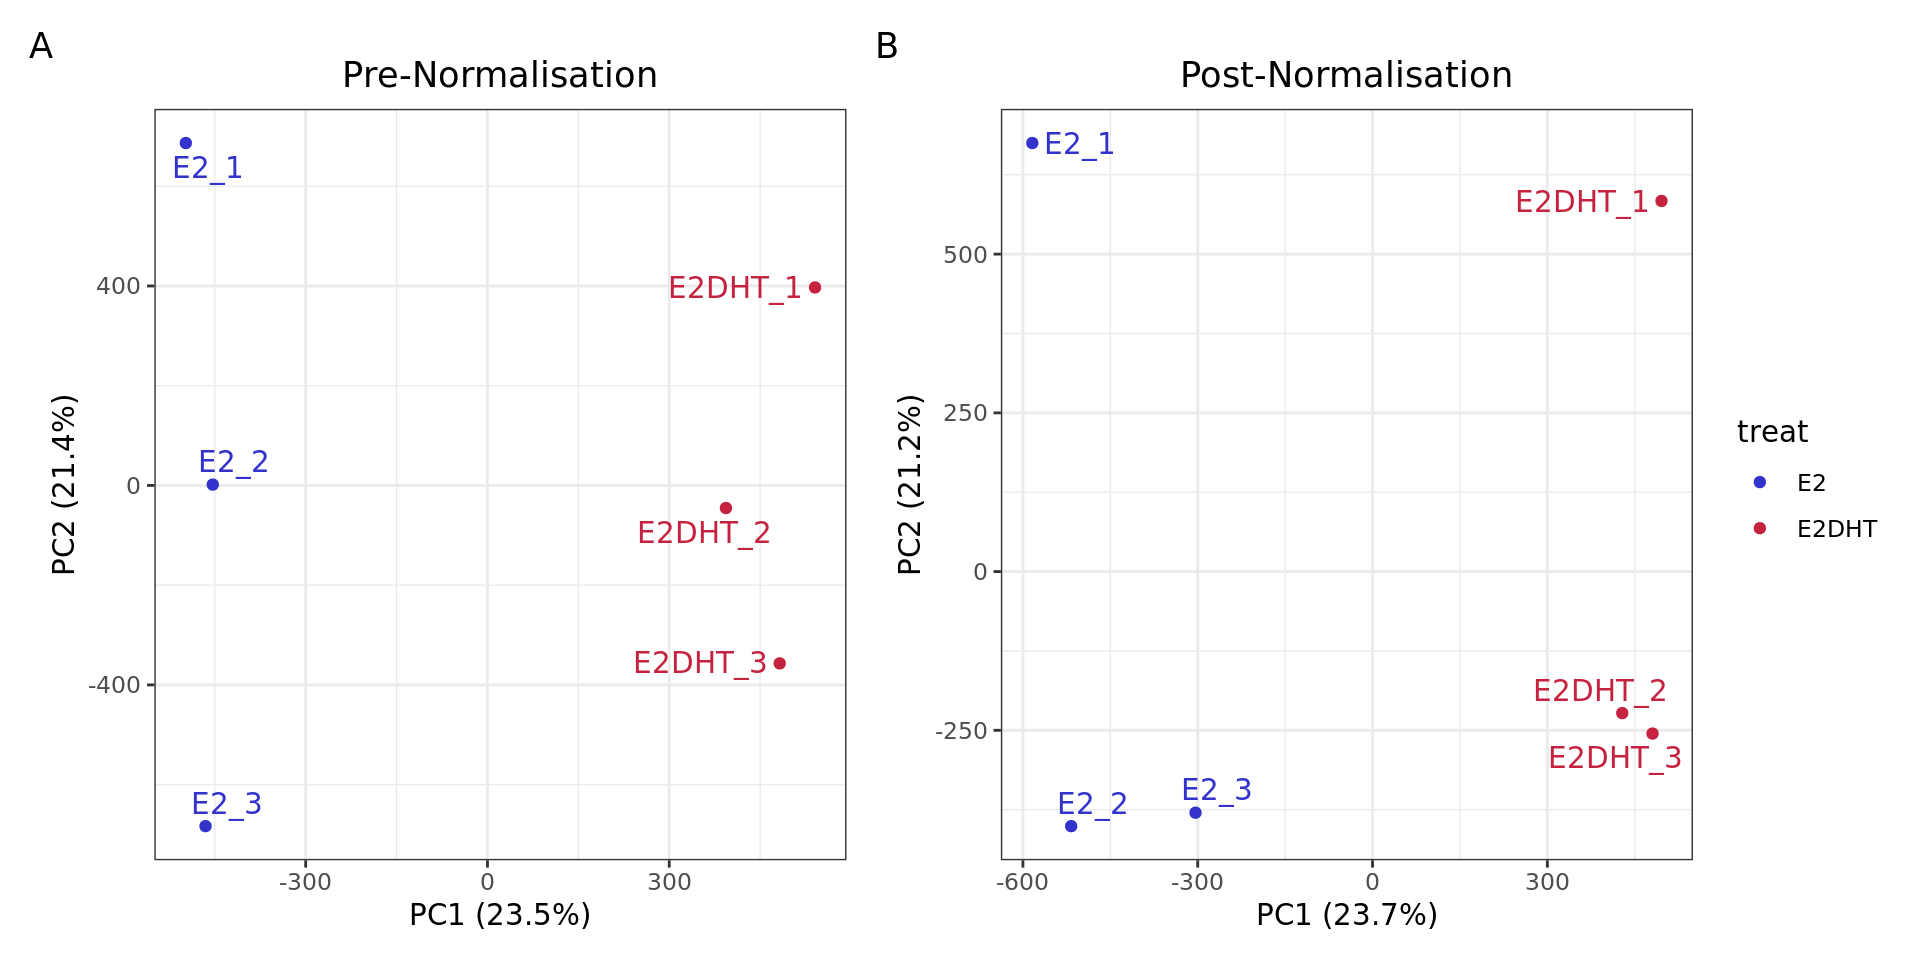 A
Pre-Normalisation
E2_1
E2DHT_1
E2_2
E2DHT_2
E2DHT_3
E2_3
400
0
-400
-300
0
300
PC1 (23.5%)
PC2 (21.4%)
B
Post-Normalisation
E2_1
E2DHT_1
E2DHT_2
E2DHT_3
E2_3
E2_2
500
250
0
-250
-600
-300
0
300
PC1 (23.7%)
PC2 (21.2%)
treat
E2
E2DHT